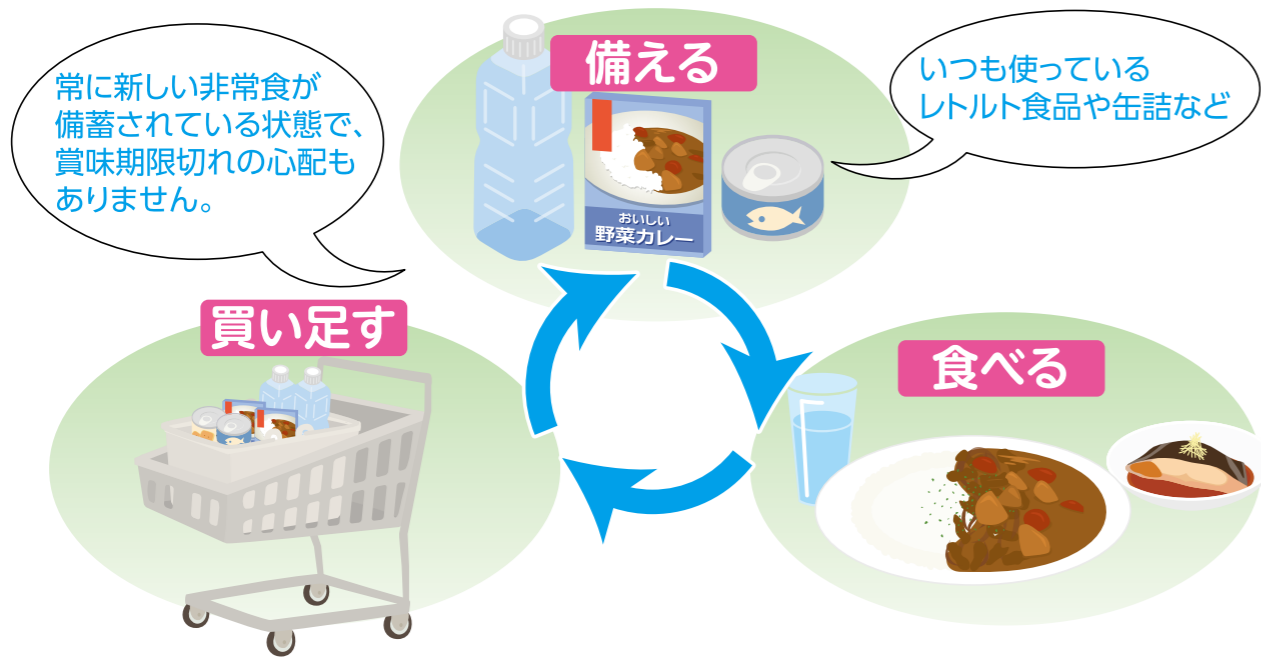 備える
いつも使っている
レトルト食品や缶詰など
常に新しい非常食が
備蓄されている状態で、
賞味期限切れの心配も
ありません。
おいしい
野菜カレー
買い足す
食べる